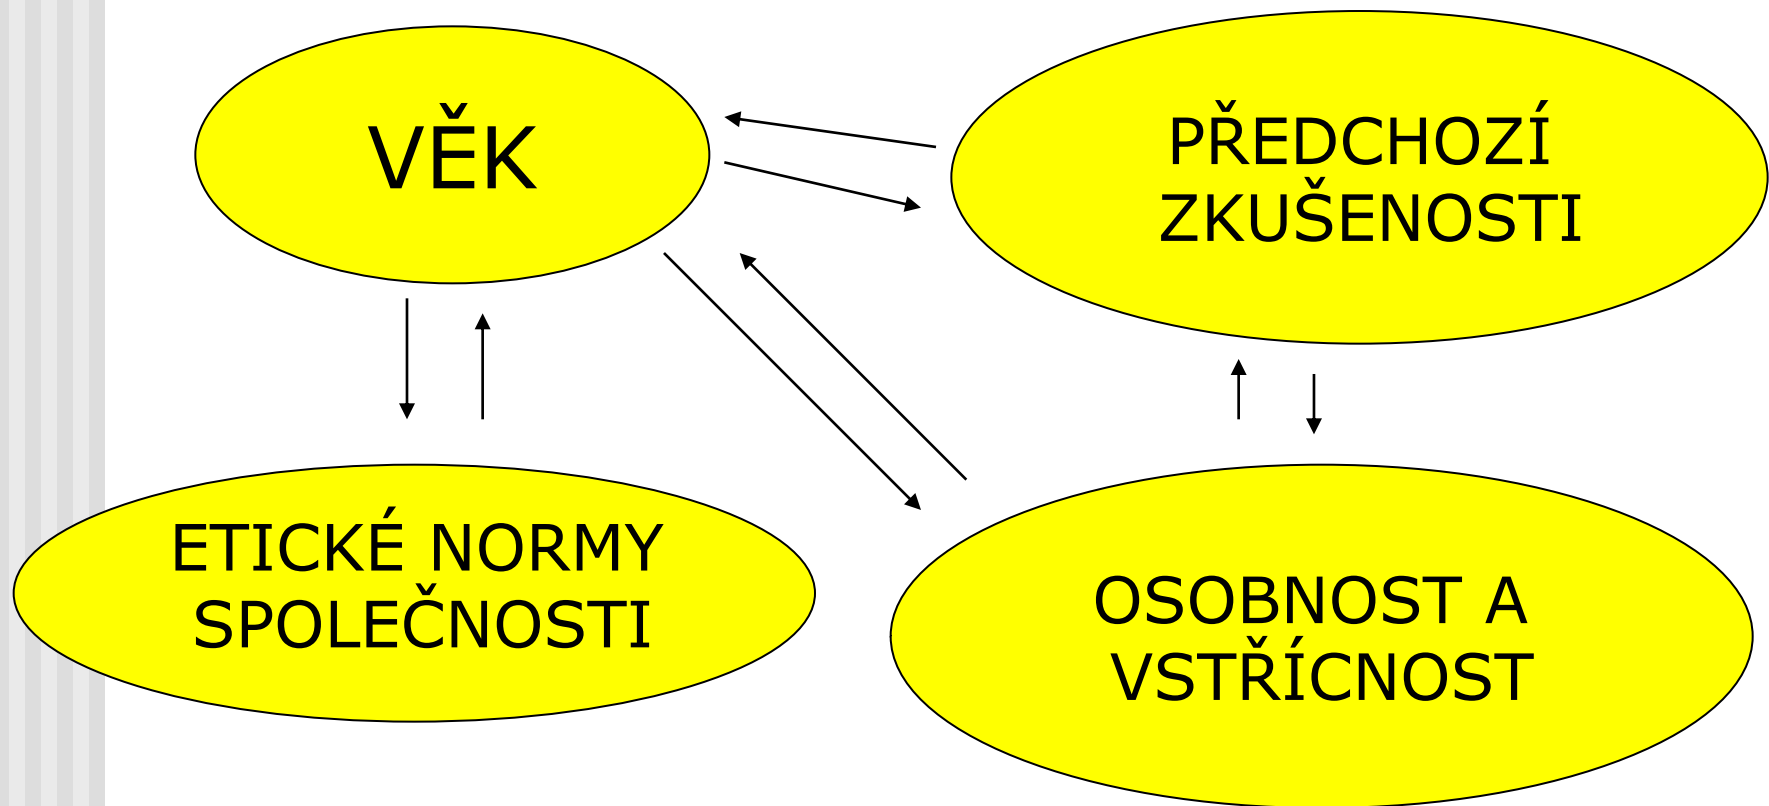 VĚK
PŘEDCHOZÍ
ZKUŠENOSTI
ETICKÉ NORMY
SPOLEČNOSTI
OSOBNOST A
VSTŘÍCNOST